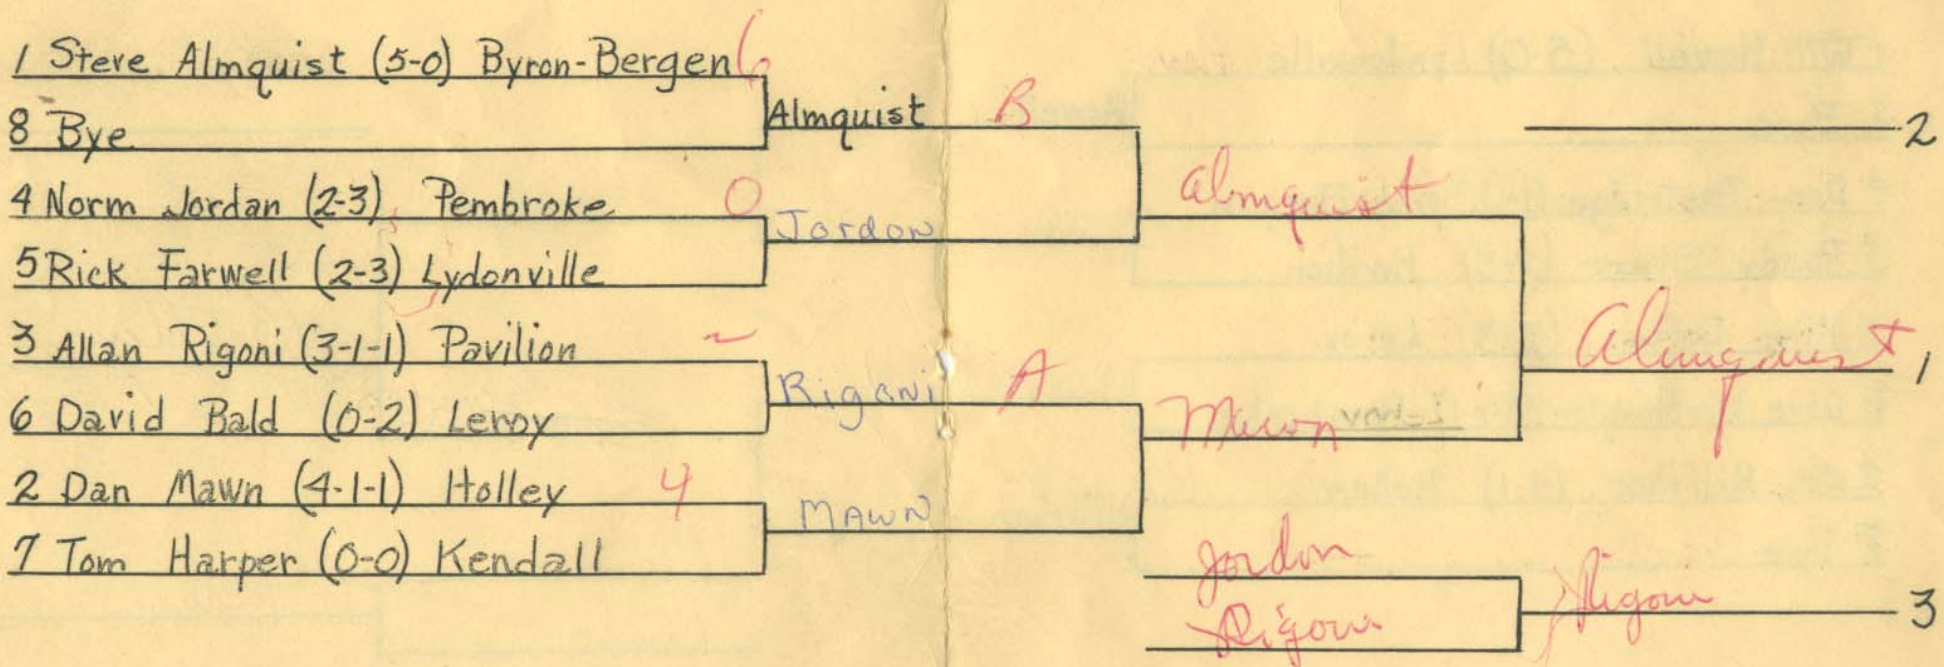 1 Steve Almquist (5-0) Byron-Bergen 6
8 Bye
4 Norm Jordan (2-3) Pembroke 0
5 Rick Farwell (2-3) Lydonville
3 Allan Rigoni (3-1-1) Pavilion
6 David Bald (0-2) Leroy
2 Dan Mawn (4-1-1) Holley 4
7 Tom Harper (0-0) Kendall
Almquist B
Jordon
Rigoni A
MAWN
Almquist
Mawn
Jordon
Rigoni
2
Almquist 1
Rigoni 3